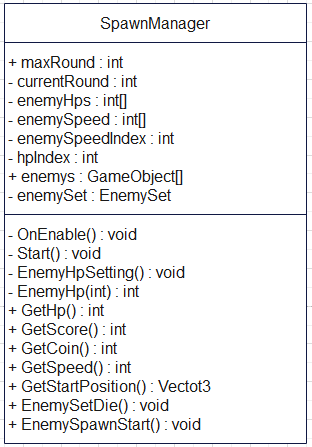 SpawnManager
+ maxRound : int
- currentRound : int
- enemyHps : int[]
- enemySpeed : int[]
- enemySpeedIndex : int
- hpIndex : int
+ enemys : GameObject[]
- enemySet : EnemySet
- OnEnable() : void
- Start() : void
- EnemyHpSetting() : void
- EnemyHp(int) : int
+ GetHp() : int
+ GetScore() : int
+ GetCoin() : int
+ GetSpeed() : int
+ GetStartPosition() : Vectot3
+ EnemySetDie() : void
+ EnemySpawnStart() : void